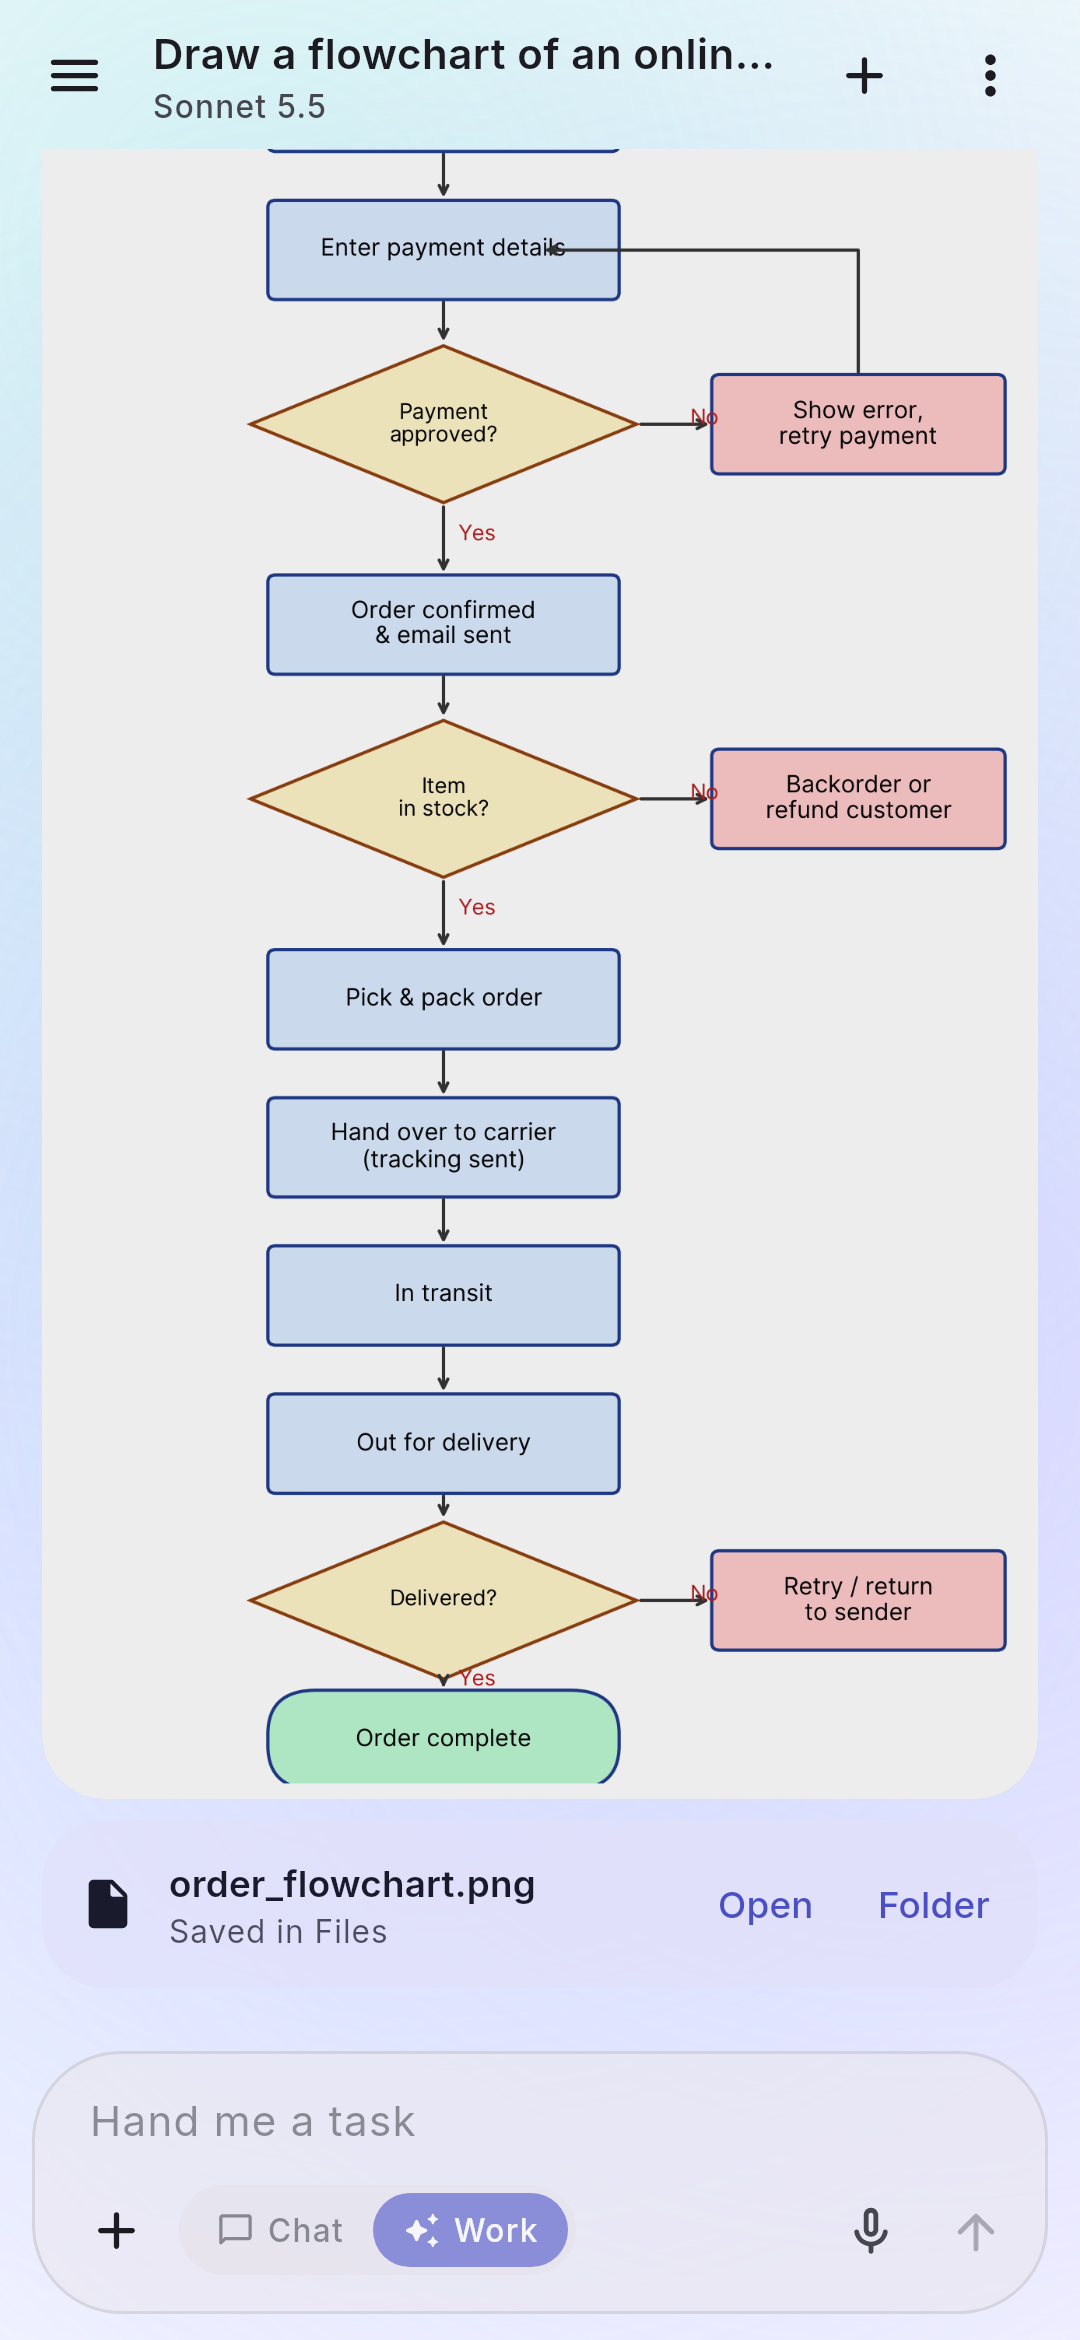 Draw a flowchart of an onlin...
Sonnet 5.5
Enter payment details
Payment
approved?
No
Show error,
retry payment
Yes
Order confirmed
& email sent
Item
in stock?
No
Backorder or
refund customer
Yes
Pick & pack order
Hand over to carrier
(tracking sent)
In transit
Out for delivery
Delivered?
No
Retry / return
to sender
Yes
Order complete
order_flowchart.png
Saved in Files
Open
Folder
Hand me a task
Chat
Work